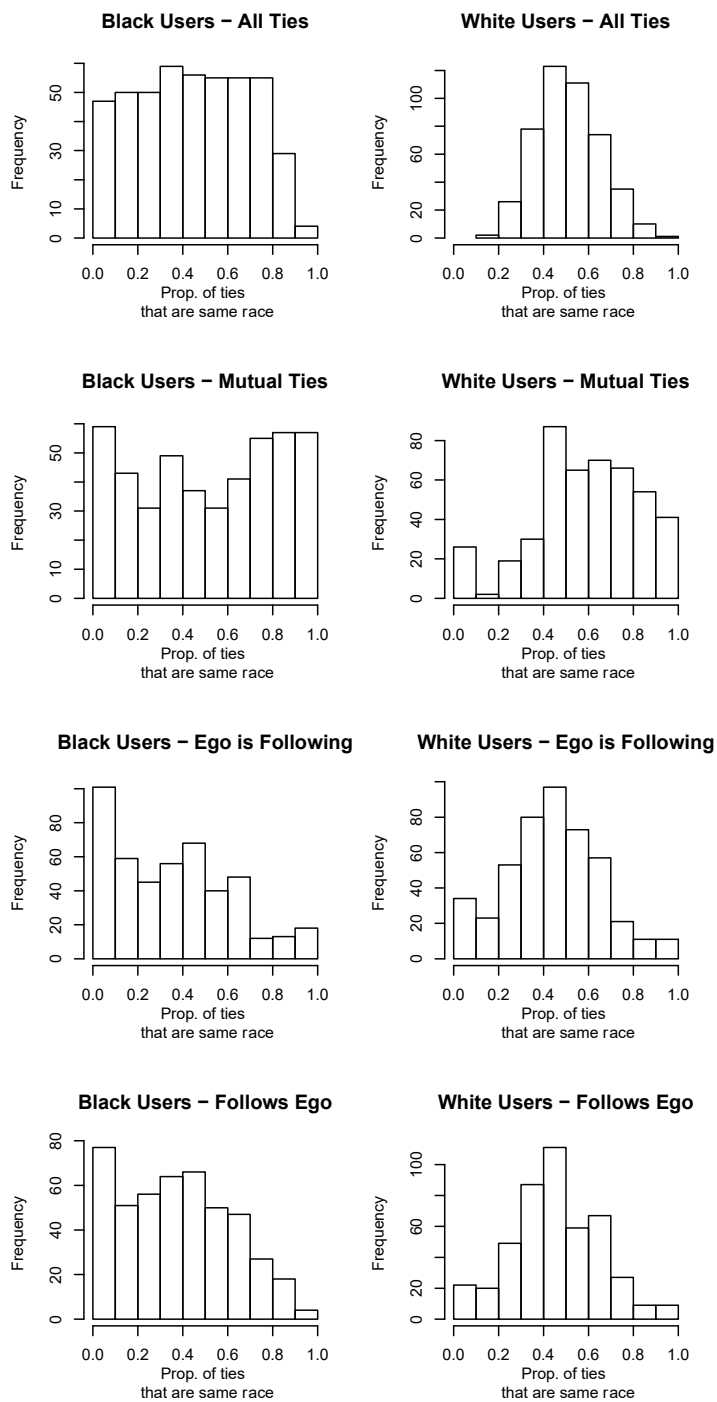 Black Users − All Ties
Frequency
50
30
10
0
0.0 0.2 0.4 0.6 0.8 1.0
Prop. of ties
that are same race
White Users − All Ties
Frequency
100
60
20
0
0.0 0.2 0.4 0.6 0.8 1.0
Prop. of ties
that are same race
Black Users − Mutual Ties
Frequency
50
30
10
0
0.0 0.2 0.4 0.6 0.8 1.0
Prop. of ties
that are same race
White Users − Mutual Ties
Frequency
80
60
40
20
0
0.0 0.2 0.4 0.6 0.8 1.0
Prop. of ties
that are same race
Black Users − Ego is Following
Frequency
80
60
40
20
0
0.0 0.2 0.4 0.6 0.8 1.0
Prop. of ties
that are same race
White Users − Ego is Following
Frequency
80
60
40
20
0
0.0 0.2 0.4 0.6 0.8 1.0
Prop. of ties
that are same race
Black Users − Follows Ego
Frequency
80
60
40
20
0
0.0 0.2 0.4 0.6 0.8 1.0
Prop. of ties
that are same race
White Users − Follows Ego
Frequency
100
60
20
0
0.0 0.2 0.4 0.6 0.8 1.0
Prop. of ties
that are same race